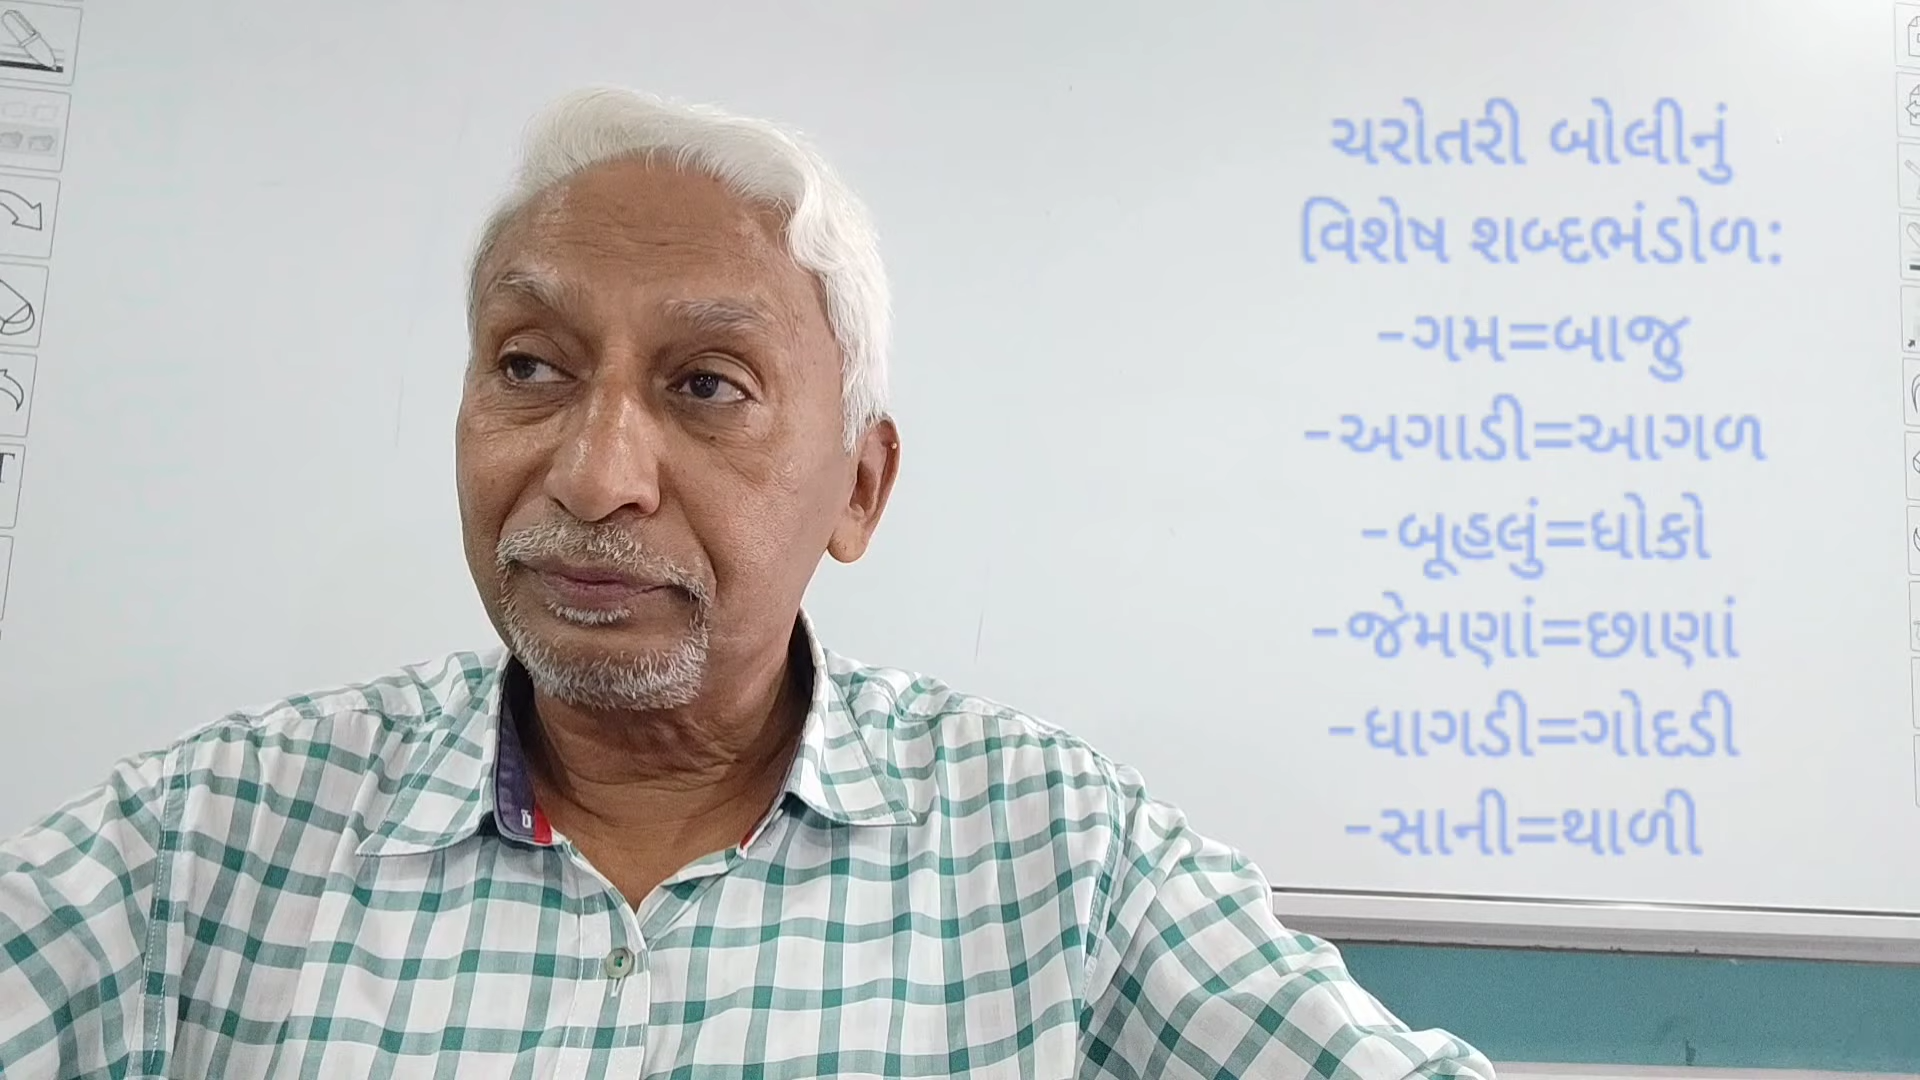 ચરોતરી બોલીનું
વિશેષ શબ્દભંડોળ:
-ગમ=બાજુ
-અગાડી=આગળ
-બૂહલું=ધોકો
-જેમણાં=છાણાં
-ધાગડી=ગોદડી
-સાની=થાળી
T